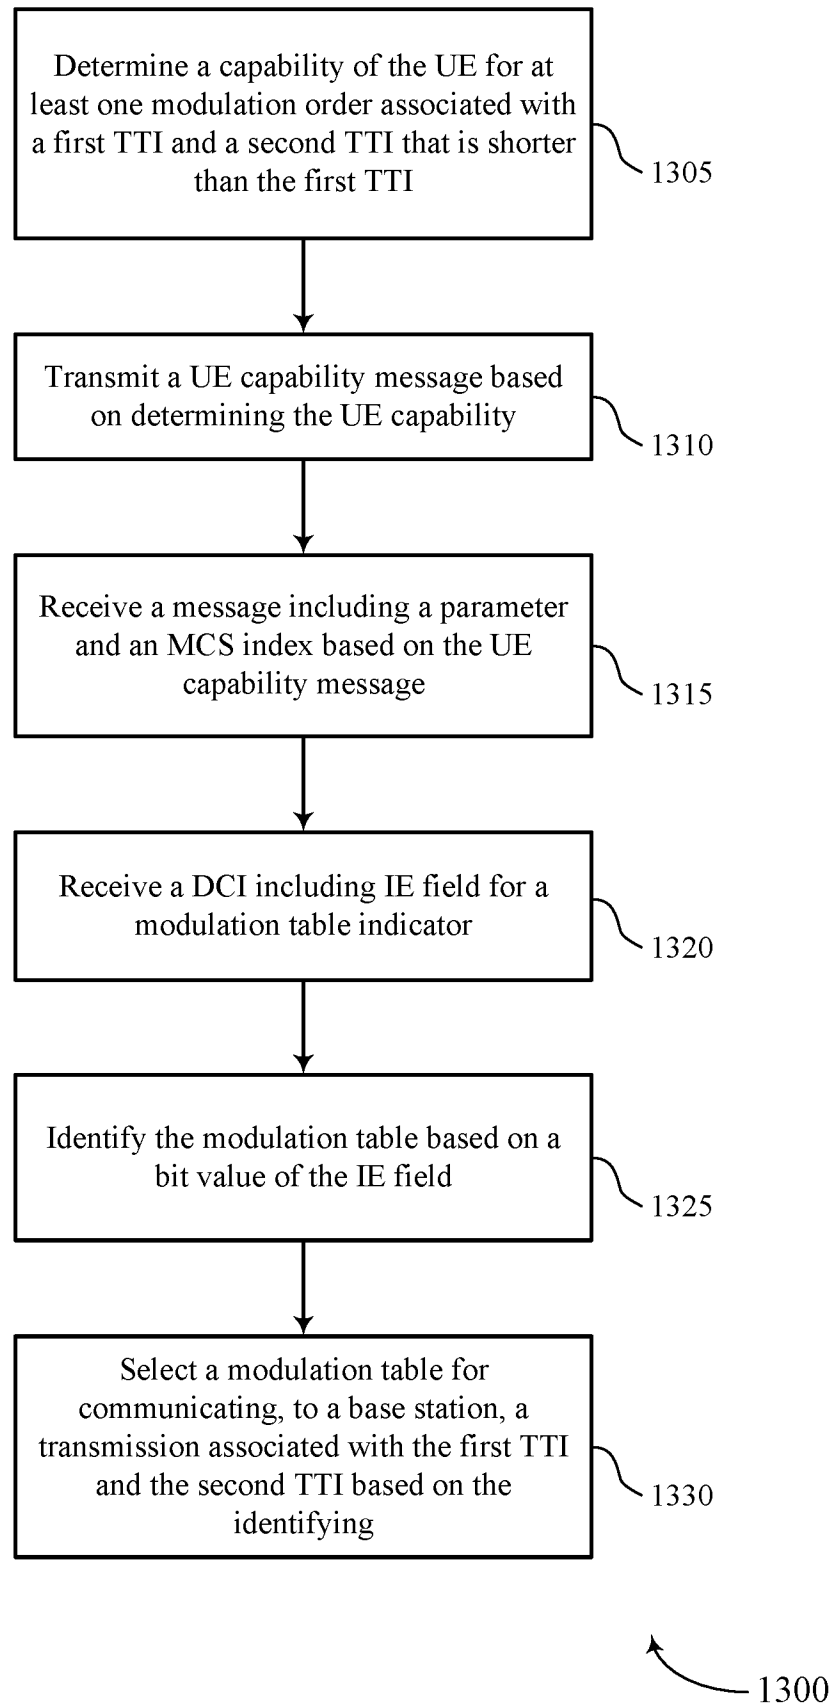 Determine a capability of the UE for at
least one modulation order associated with
a first TTI and a second TTI that is shorter
than the first TTI
1305
Transmit a UE capability message based
on determining the UE capability
1310
Receive a message including a parameter
and an MCS index based on the UE
capability message
1315
Receive a DCI including IE field for a
modulation table indicator
1320
Identify the modulation table based on a
bit value of the IE field
1325
Select a modulation table for
communicating, to a base station, a
transmission associated with the first TTI
and the second TTI based on the
identifying
1330
1300